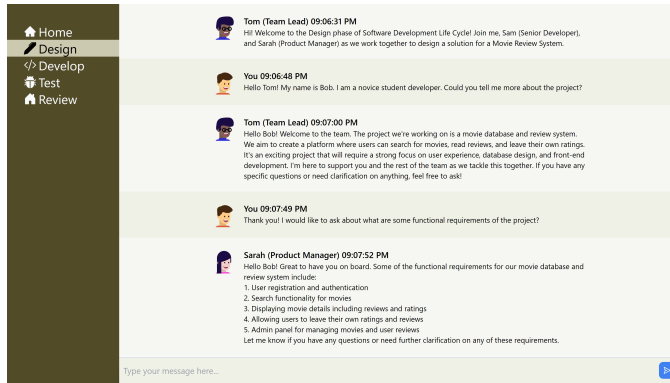 Home
Design
</> Develop
Test
Review
Tom (Team Lead) 09:06:31 PM
Hi! Welcome to the Design phase of Software Development Life Cycle! Join me, Sam (Senior Developer),
and Sarah (Product Manager) as we work together to design a solution for a Movie Review System.
You 09:06:48 PM
Hello Tom! My name is Bob. I am a novice student developer. Could you tell me more about the project?
Tom (Team Lead) 09:07:00 PM
Hello Bob! Welcome to the team. The project we're working on is a movie database and review system.
We aim to create a platform where users can search for movies, read reviews, and leave their own ratings.
It's an exciting project that will require a strong focus on user experience, database design, and front-end
development. I'm here to support you and the rest of the team as we tackle this together. If you have any
specific questions or need clarification on anything, feel free to ask!
You 09:07:49 PM
Thank you! I would like to ask about what are some functional requirements of the project?
Sarah (Product Manager) 09:07:52 PM
Hello Bob! Great to have you on board. Some of the functional requirements for our movie database and
review system include:
1. User registration and authentication
2. Search functionality for movies
3. Displaying movie details including reviews and ratings
4. Allowing users to leave their own ratings and reviews
5. Admin panel for managing movies and user reviews
Let me know if you have any questions or need further clarification on any of these requirements.
Type your message here...